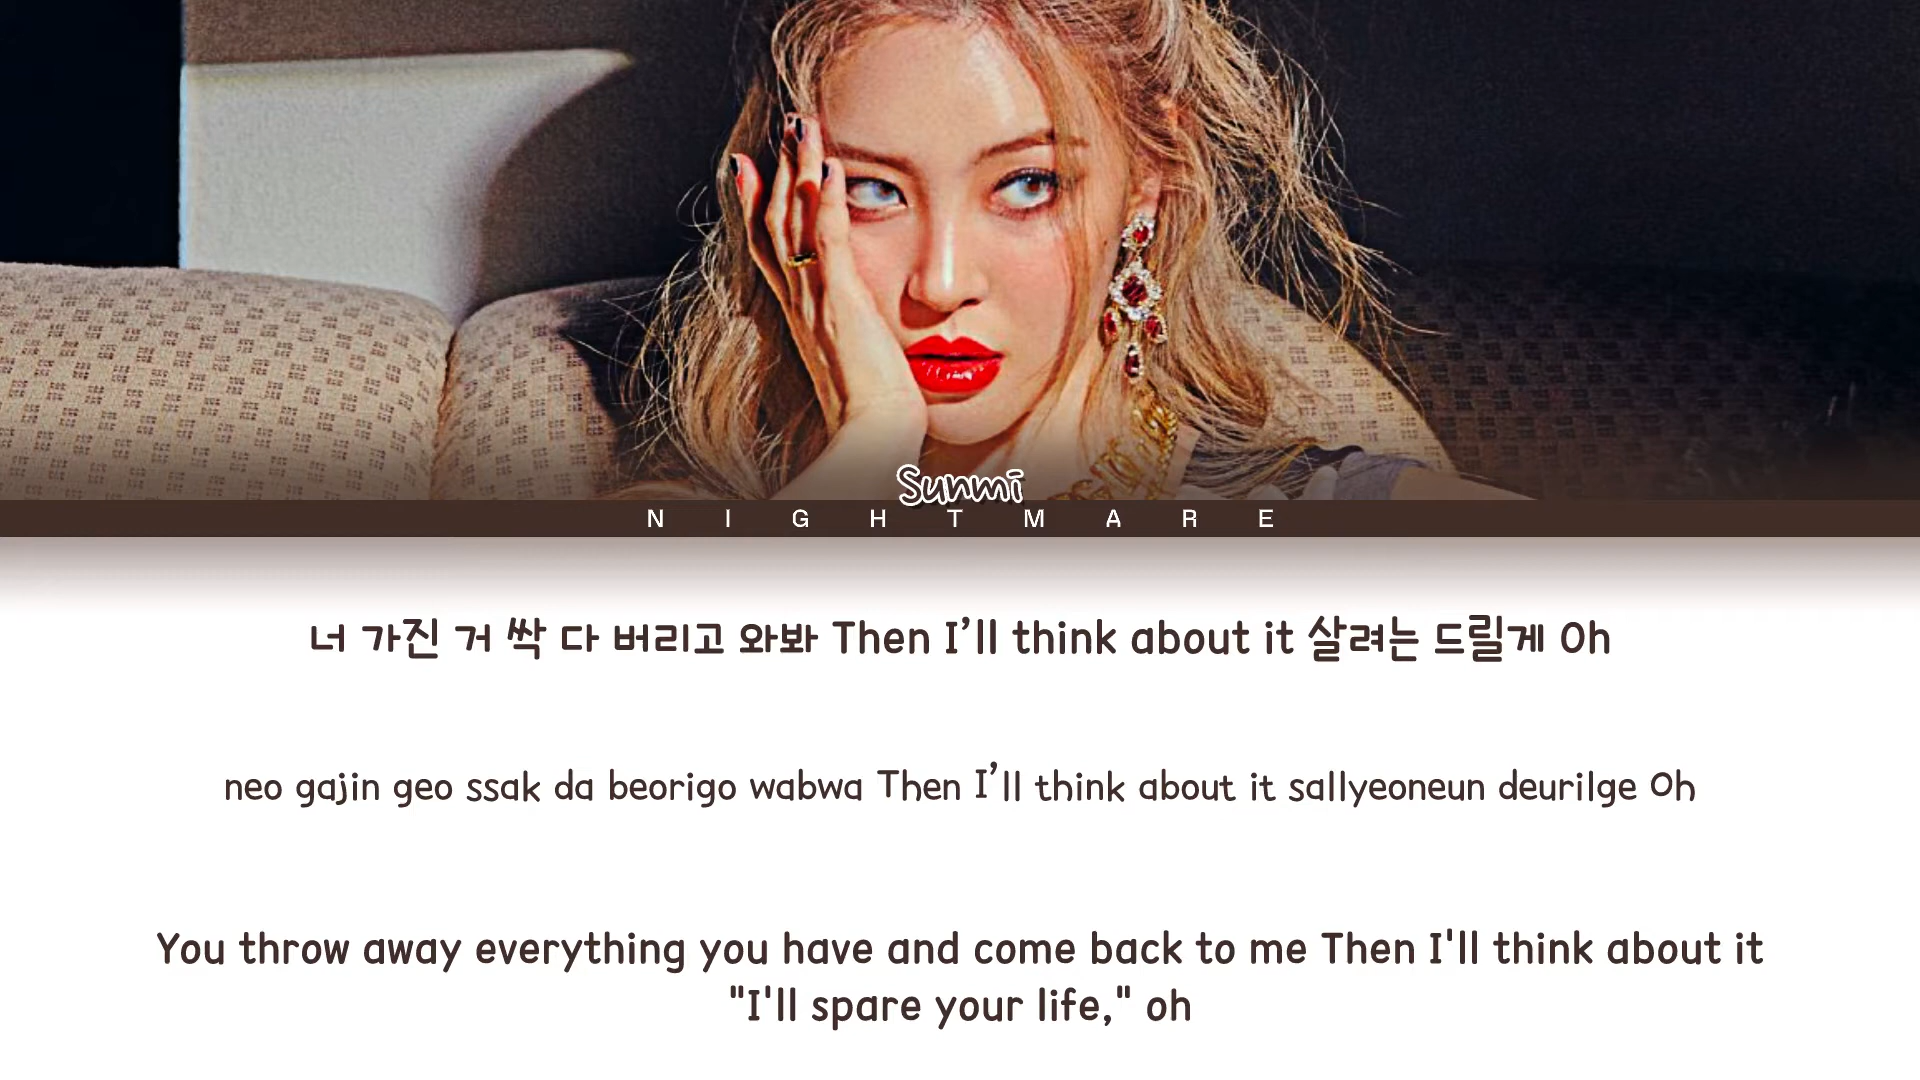 Sunmi
NIGHTMARE
너 가진 거 싹 다 버리고 와봐 Then I’ll think about it 살려는 드릴게 Oh
neo gajin geo ssak da beorigo wabwa Then I’ll think about it sallyeoneun deurilge Oh
You throw away everything you have and come back to me Then I'll think about it
"I'll spare your life," oh